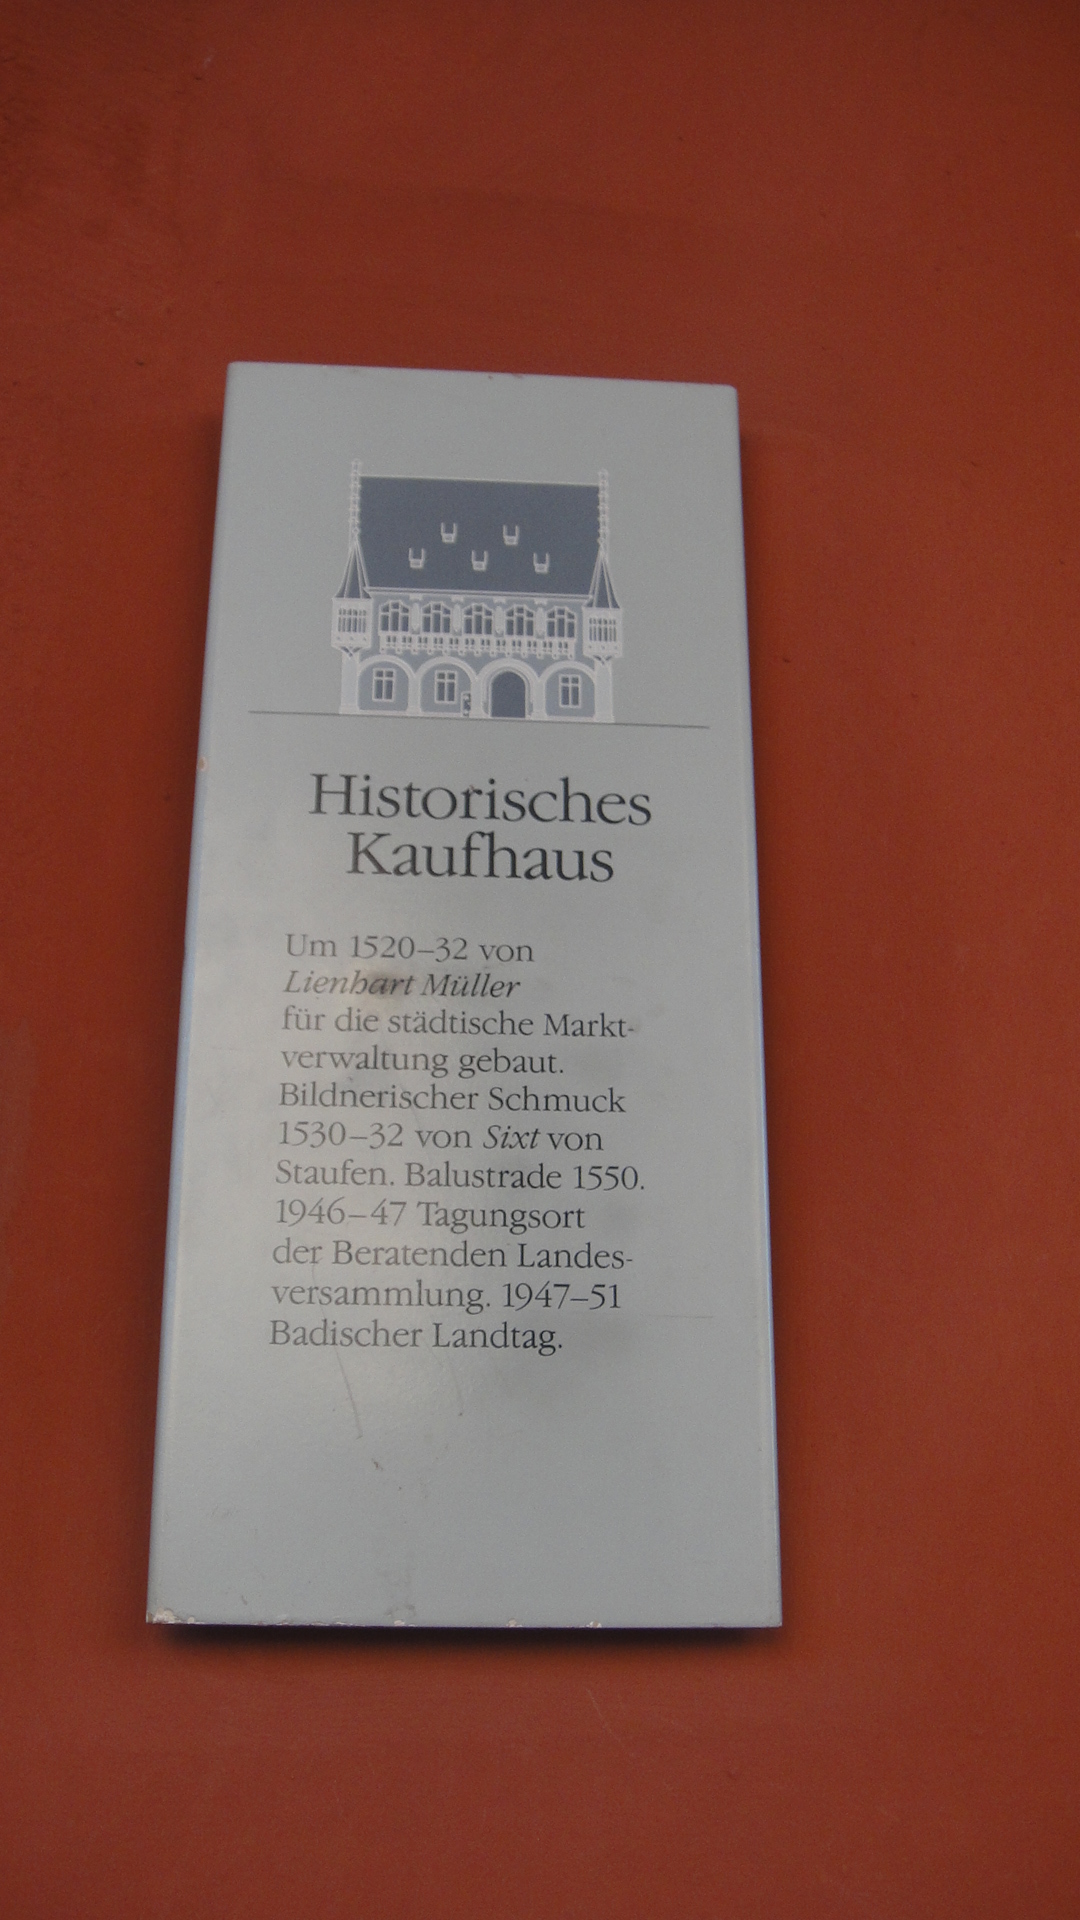 Historisches
Kaufhaus
Um 1520–32 von
Lienhart Müller
für die städtische Markt-
verwaltung gebaut.
Bildnerischer Schmuck
1530–32 von Sixt von
Staufen. Balustrade 1550.
1946–47 Tagungsort
der Beratenden Landes-
versammlung. 1947–51
Badischer Landtag.